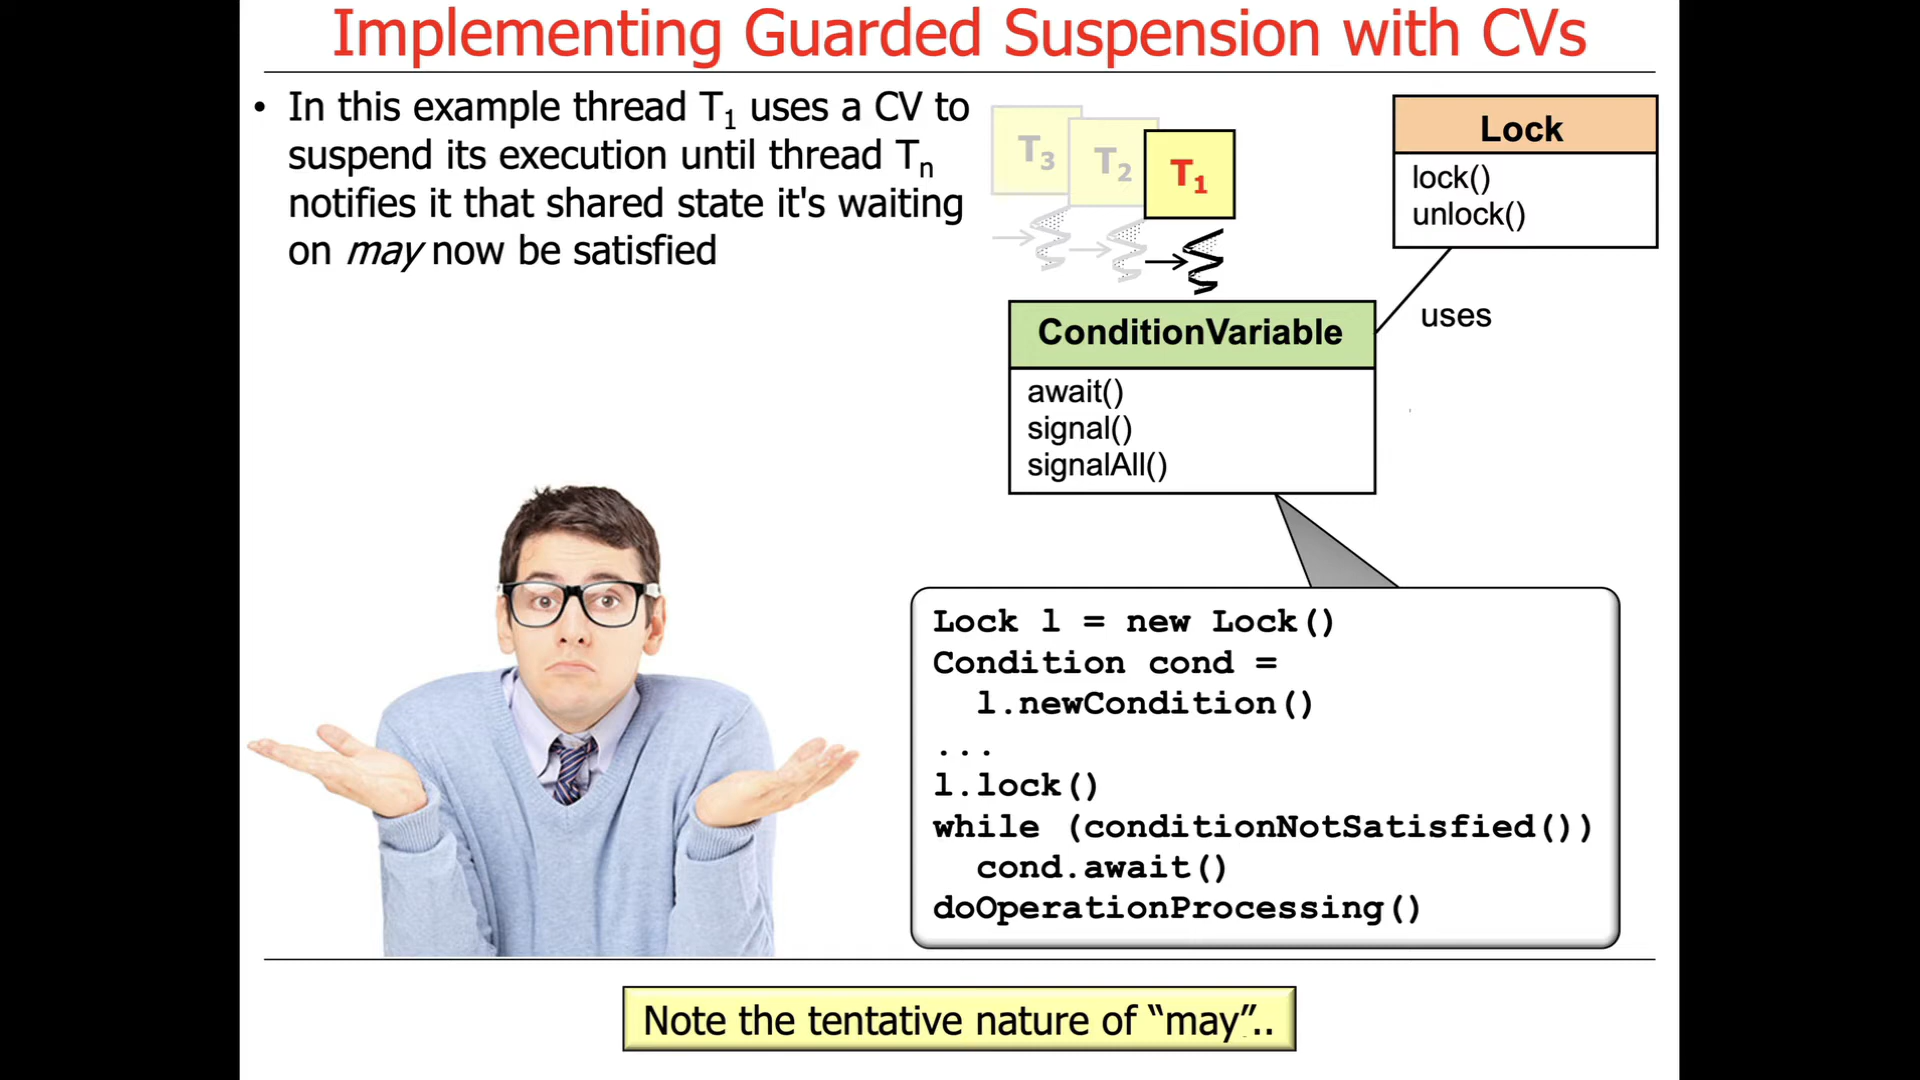 Implementing Guarded Suspension with CVs
• In this example thread T1 uses a CV to
suspend its execution until thread Tn
notifies it that shared state it's waiting
on may now be satisfied
T3
T2
T1
Lock
lock()
unlock()
uses
ConditionVariable
await()
signal()
signalAll()
Lock l = new Lock()
Condition cond =
l.newCondition()
...
l.lock()
while (conditionNotSatisfied())
cond.await()
doOperationProcessing()
Note the tentative nature of “may”..